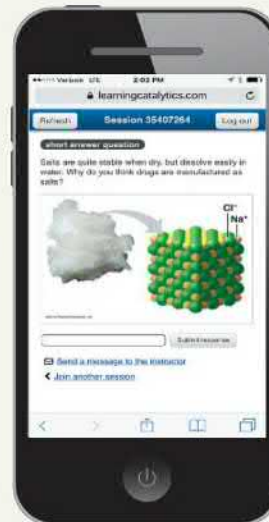 Verizon LTE 2:03 PM
learningcatalytics.com
Refresh Session 35407264 Log out
short answer question
Salts are quite stable when dry, but dissolve easily in
water. Why do you think drugs are manufactured as
salts?
Cl-
Na+
Submit response
Send a message to the instructor
Join another session